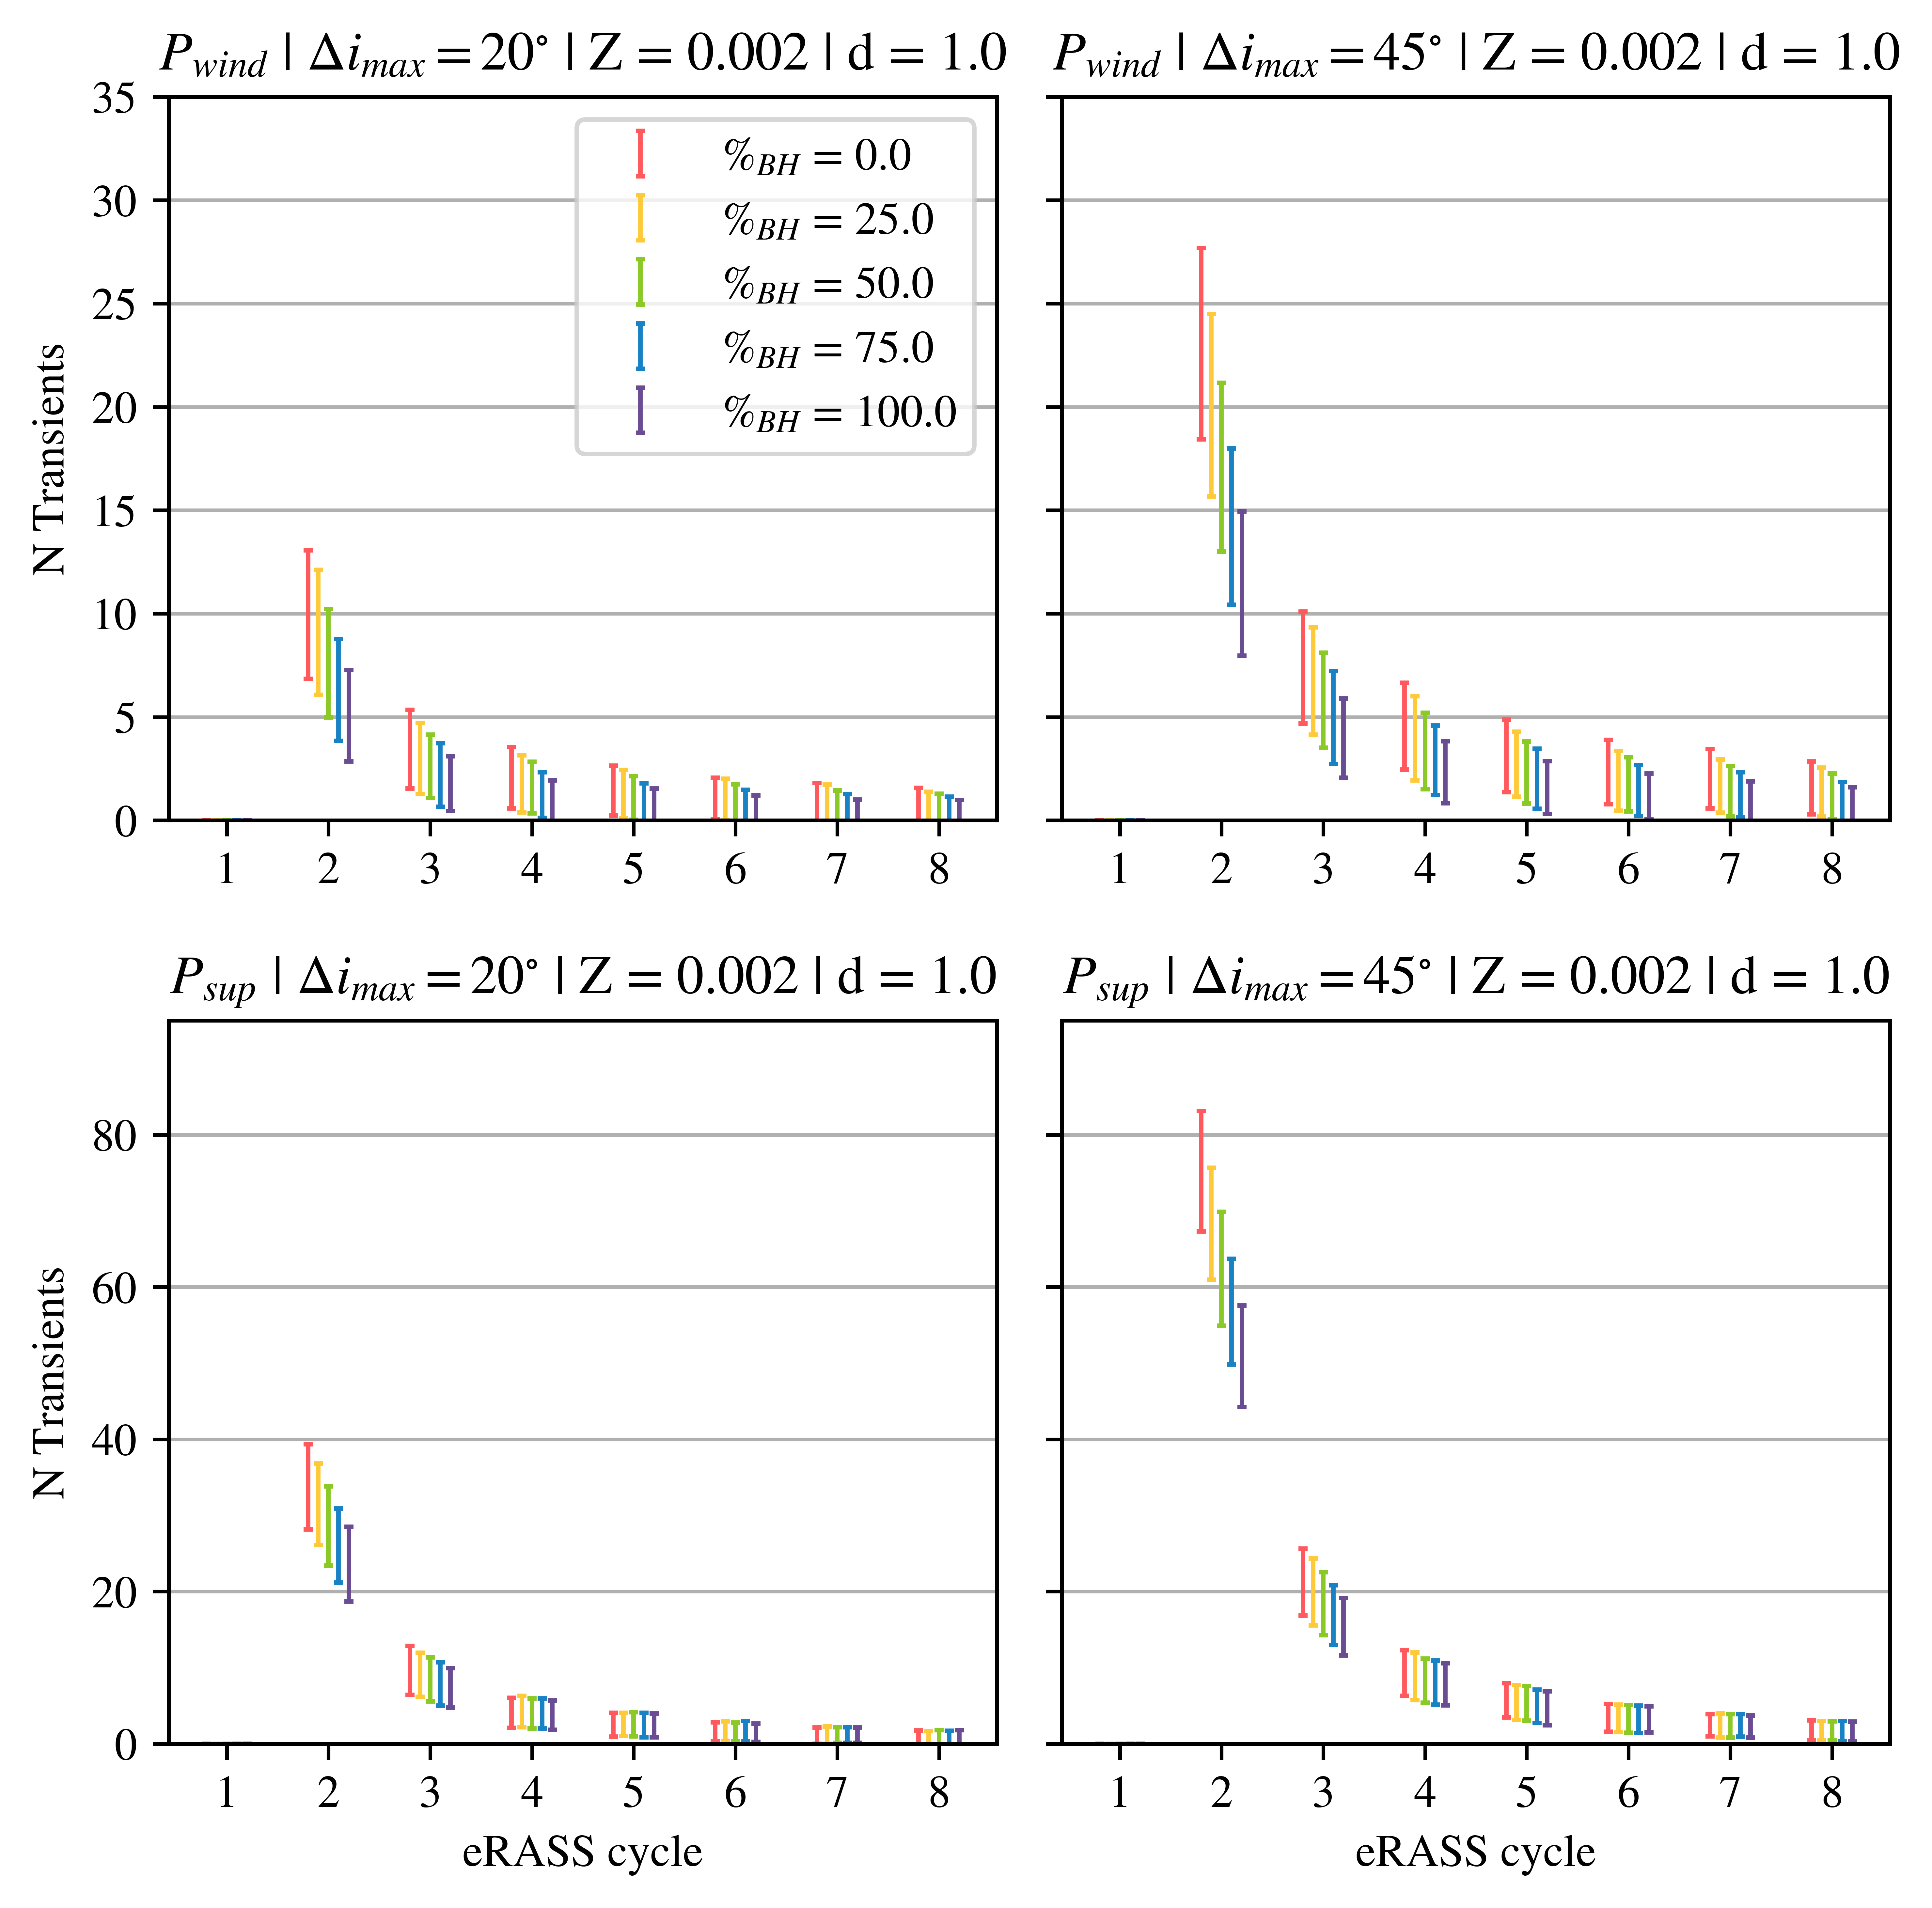 P_wind | Δi_max = 20° | Z = 0.002 | d = 1.0
P_wind | Δi_max = 45° | Z = 0.002 | d = 1.0
N Transients
35
30
25
20
15
10
5
0
%_BH = 0.0
%_BH = 25.0
%_BH = 50.0
%_BH = 75.0
%_BH = 100.0
1 2 3 4 5 6 7 8
1 2 3 4 5 6 7 8
P_sup | Δi_max = 20° | Z = 0.002 | d = 1.0
P_sup | Δi_max = 45° | Z = 0.002 | d = 1.0
N Transients
80
60
40
20
0
1 2 3 4 5 6 7 8
1 2 3 4 5 6 7 8
eRASS cycle
eRASS cycle